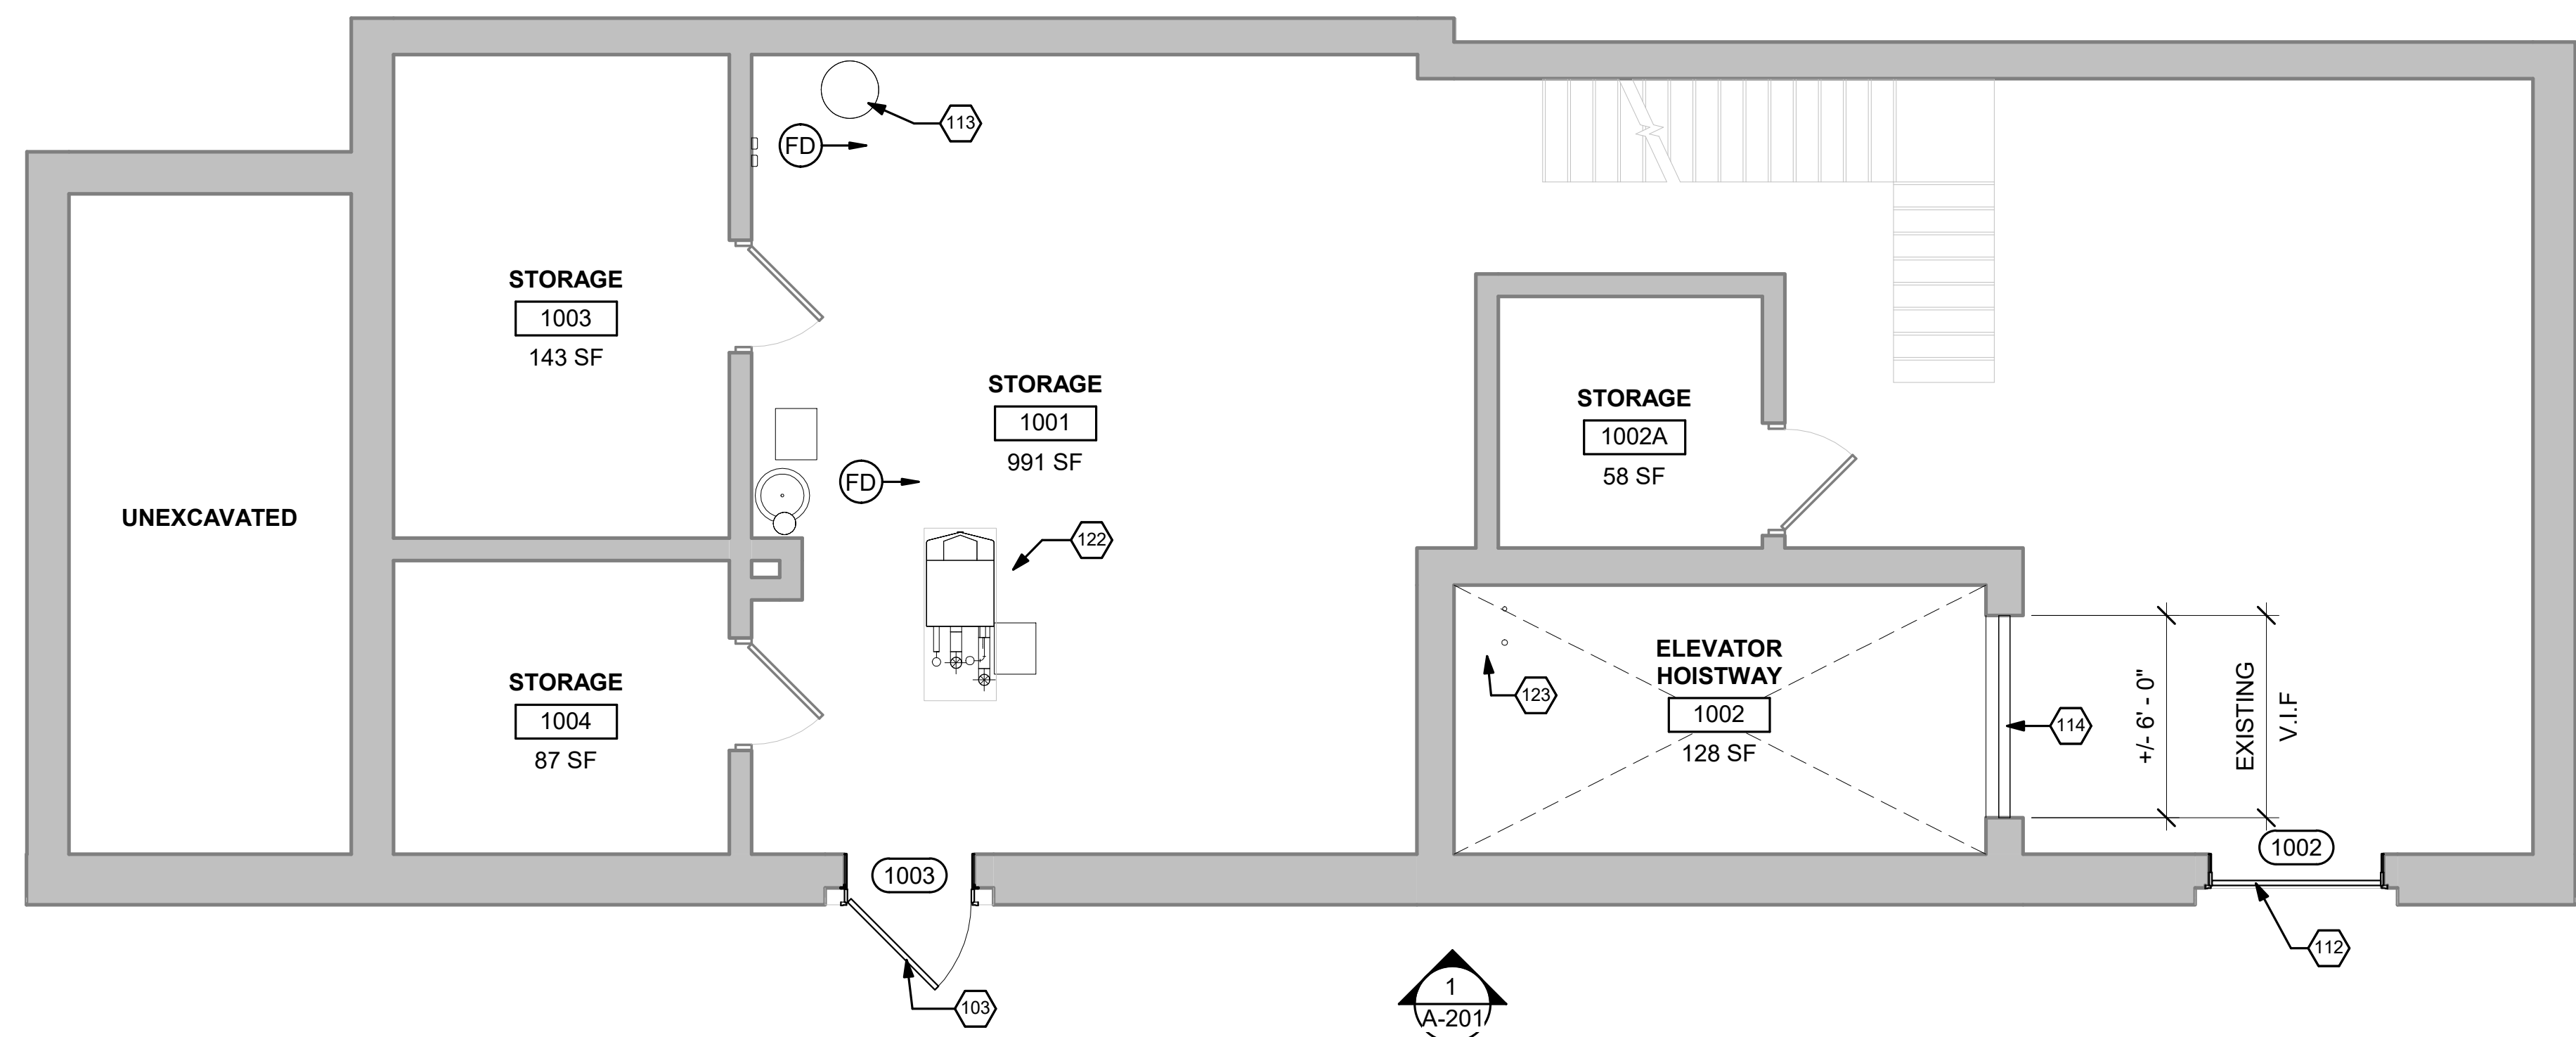 113
FD
STORAGE
1003
143 SF
STORAGE
1001
991 SF
STORAGE
1002A
58 SF
FD
UNEXCAVATED
122
ELEVATOR
HOISTWAY
1002
128 SF
123
114
+/- 6' - 0"
EXISTING
V.I.F
STORAGE
1004
87 SF
1003
1002
112
103
1
A-201